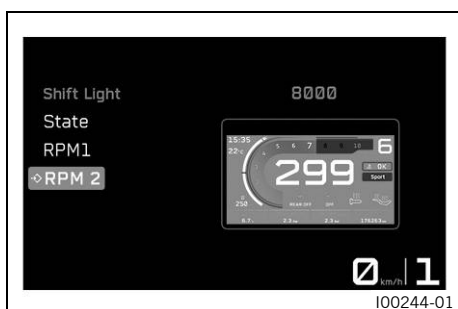 Shift Light 8000
State
RPM1
RPM 2
15:35
5 6 7 8 9 10 6
22°c
299
OK
Sport
0
250
REAR OFF OFF
0 km/h 1
I00244-01